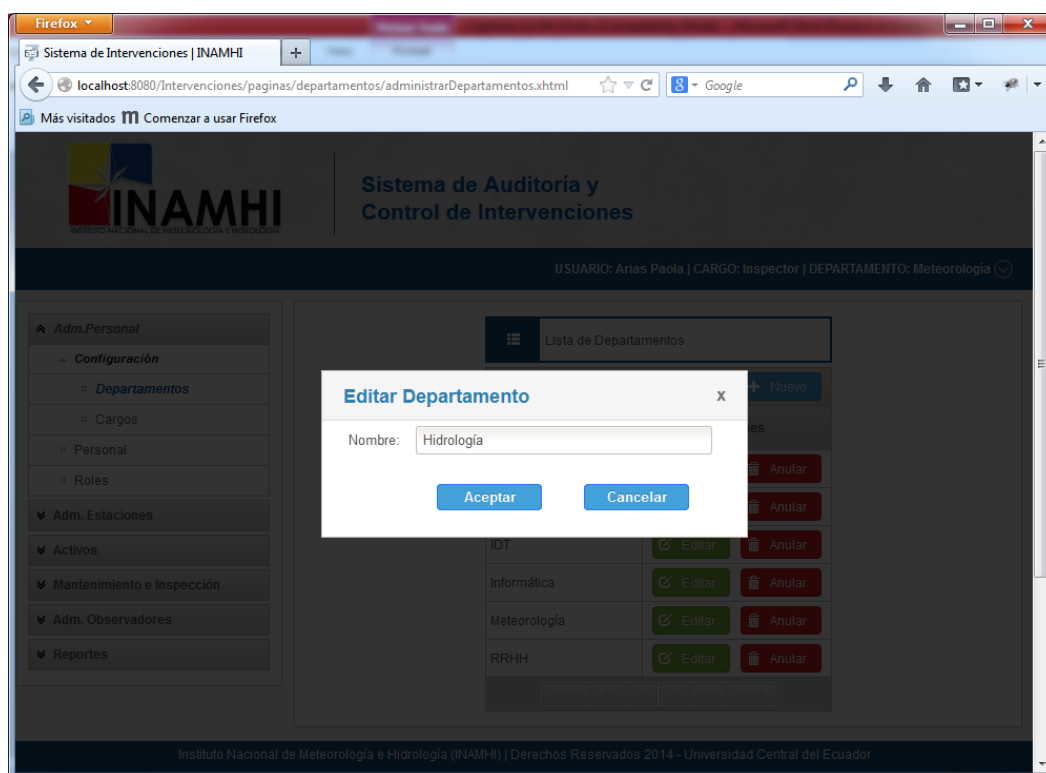 Firefox
Sistema de Intervenciones | INAMHI
localhost:8080/Intervenciones/paginas/departamentos/administrarDepartamentos.xhtml
Google
Más visitados
Comenzar a usar Firefox
INAMHI
INSTITUTO NACIONAL DE METEOROLOGÍA E HIDROLOGÍA
Sistema de Auditoría y
Control de Intervenciones
USUARIO: Arias Paola | CARGO: Inspector | DEPARTAMENTO: Meteorología
Adm.Personal
Configuración
Departamentos
Cargos
Personal
Roles
Adm. Estaciones
Activos
Mantenimiento e Inspección
Adm. Observadores
Reportes
Lista de Departamentos
Nuevo
Editar Departamento
x
Nombre: Hidrología
Aceptar Cancelar
Anular
Anular
IDT Editar Anular
Informática Editar Anular
Meteorología Editar Anular
RRHH Editar Anular
Instituto Nacional de Meteorología e Hidrología (INAMHI) | Derechos Reservados 2014 - Universidad Central del Ecuador